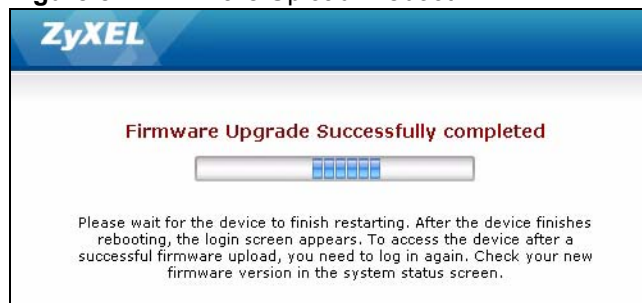 ZyXEL
Firmware Upgrade Successfully completed
Please wait for the device to finish restarting. After the device finishes
rebooting, the login screen appears. To access the device after a
successful firmware upload, you need to log in again. Check your new
firmware version in the system status screen.